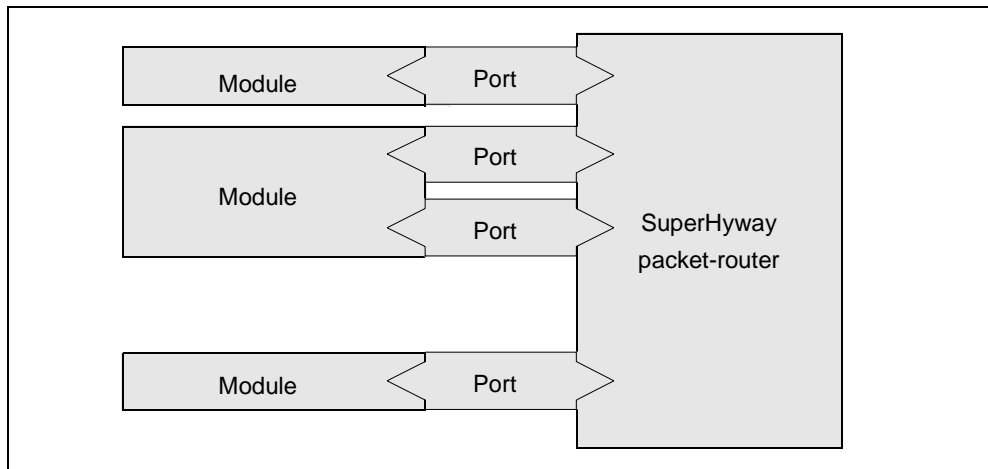 Module
Port
Module
Port
Port
SuperHyway
packet-router
Module
Port